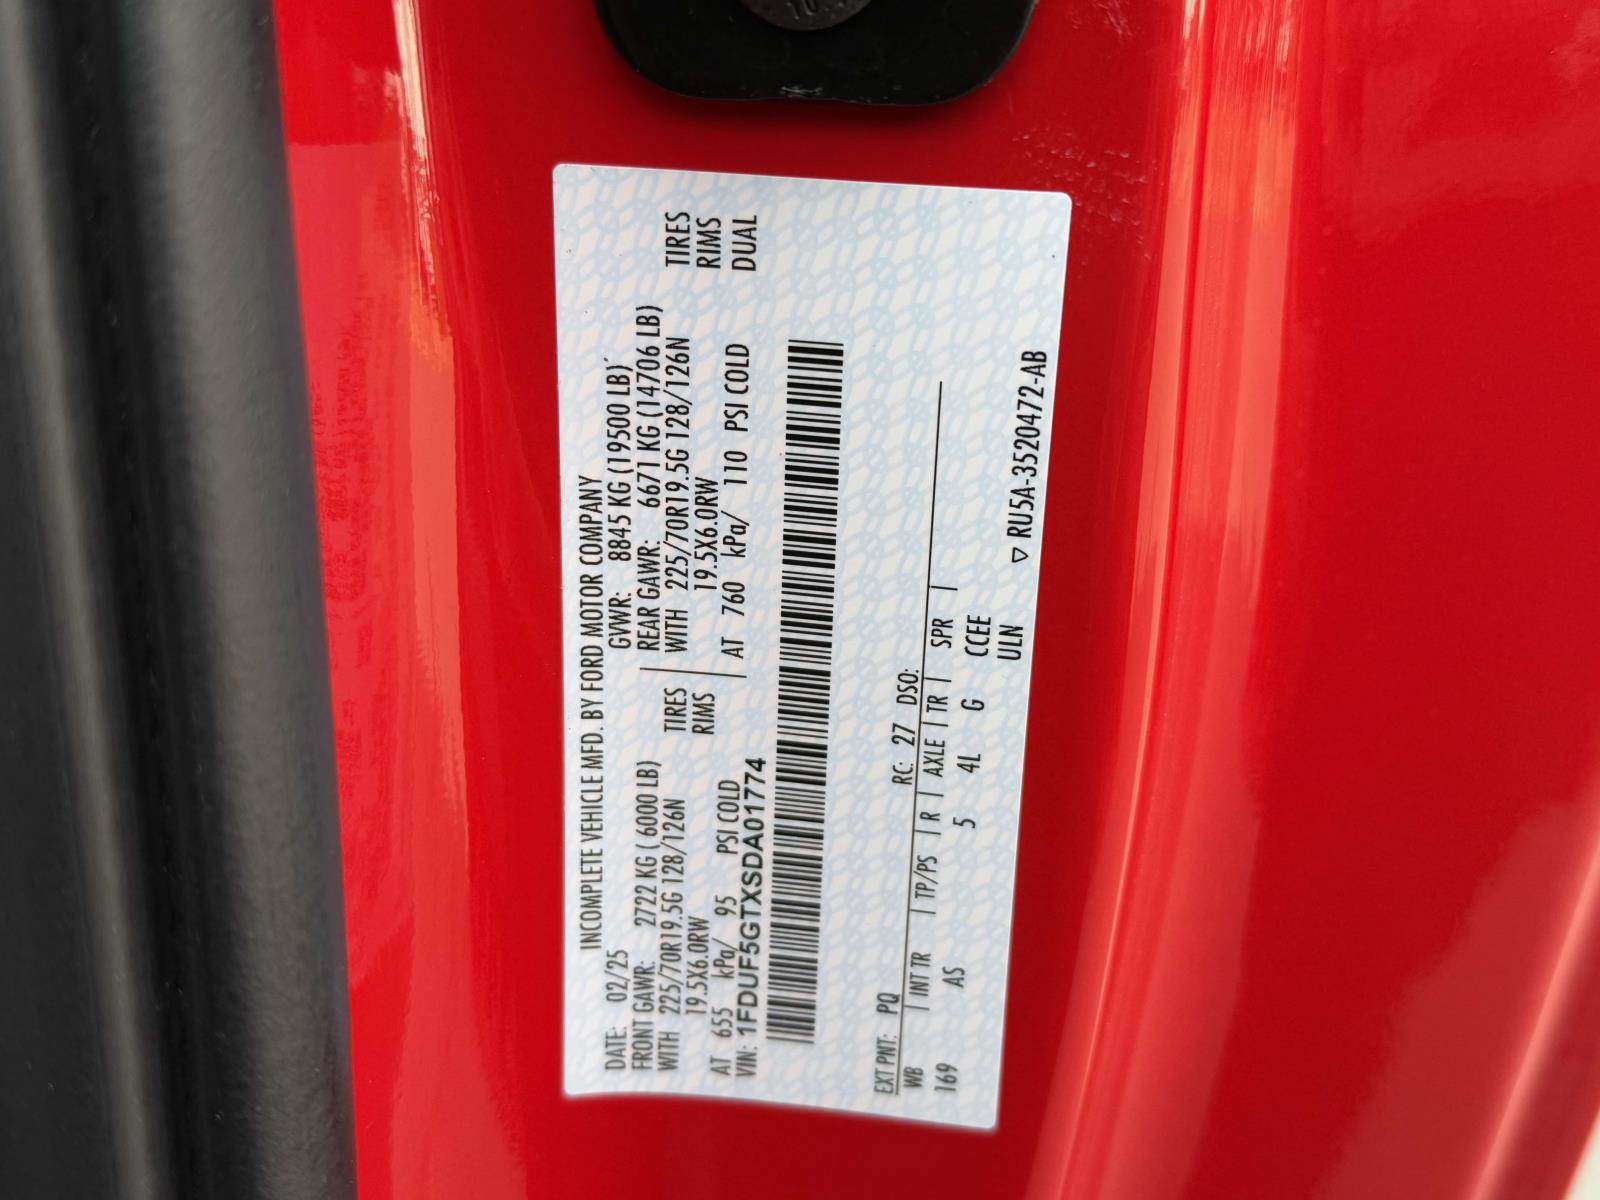 INCOMPLETE VEHICLE MFD. BY FORD MOTOR COMPANY
DATE: 02/25 GVWR: 8845 KG (19500 LB)
FRONT GAWR: 2722 KG ( 6000 LB) REAR GAWR: 6671 KG (14706 LB)
WITH 225/70R19.5G 128/126N TIRES WITH 225/70R19.5G 128/126N TIRES
19.5X6.0RW RIMS 19.5X6.0RW RIMS
AT 655 kPa/ 95 PSI COLD AT 760 kPa/ 110 PSI COLD DUAL
VIN: 1FDUF5GTXSDA01774
EXT PNT: PQ RC: 27 DSO:
WB | INT TR | TP/PS | R | AXLE | TR | SPR |
169 AS 5 4L G CCEE
ULN
▽ RU5A-3520472-AB